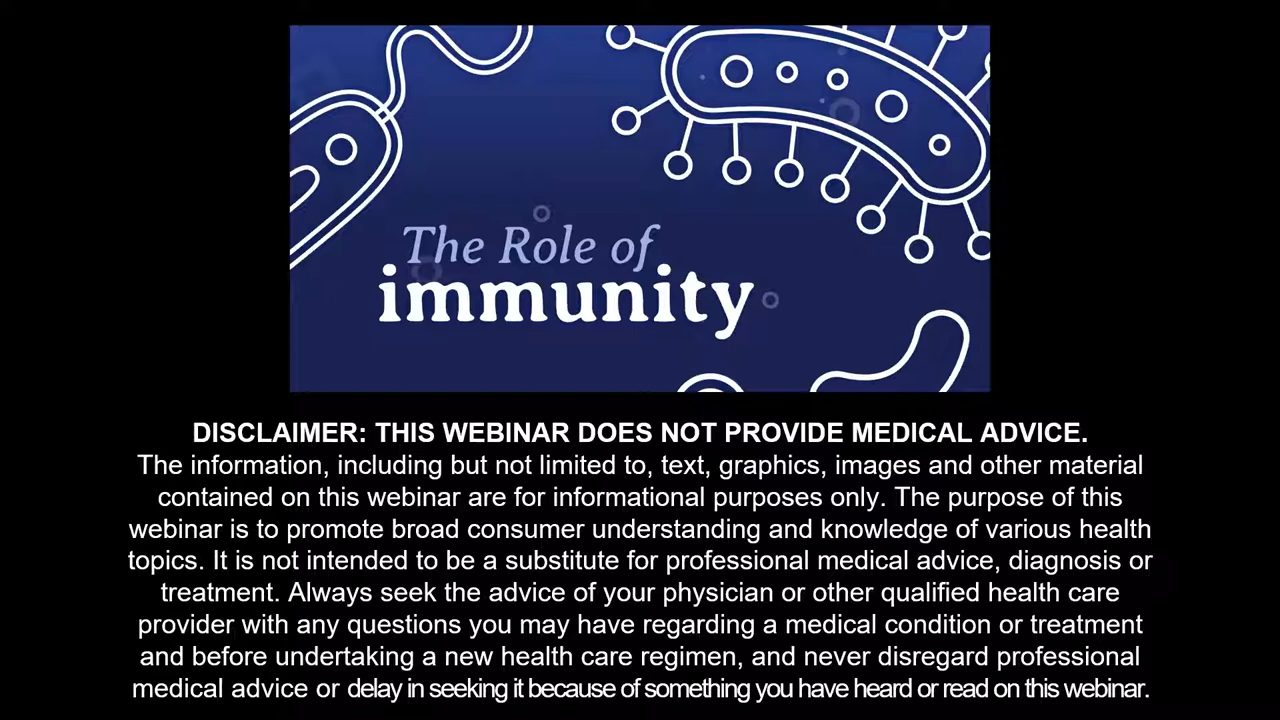 The Role of
immunity
DISCLAIMER: THIS WEBINAR DOES NOT PROVIDE MEDICAL ADVICE.
The information, including but not limited to, text, graphics, images and other material
contained on this webinar are for informational purposes only. The purpose of this
webinar is to promote broad consumer understanding and knowledge of various health
topics. It is not intended to be a substitute for professional medical advice, diagnosis or
treatment. Always seek the advice of your physician or other qualified health care
provider with any questions you may have regarding a medical condition or treatment
and before undertaking a new health care regimen, and never disregard professional
medical advice or delay in seeking it because of something you have heard or read on this webinar.